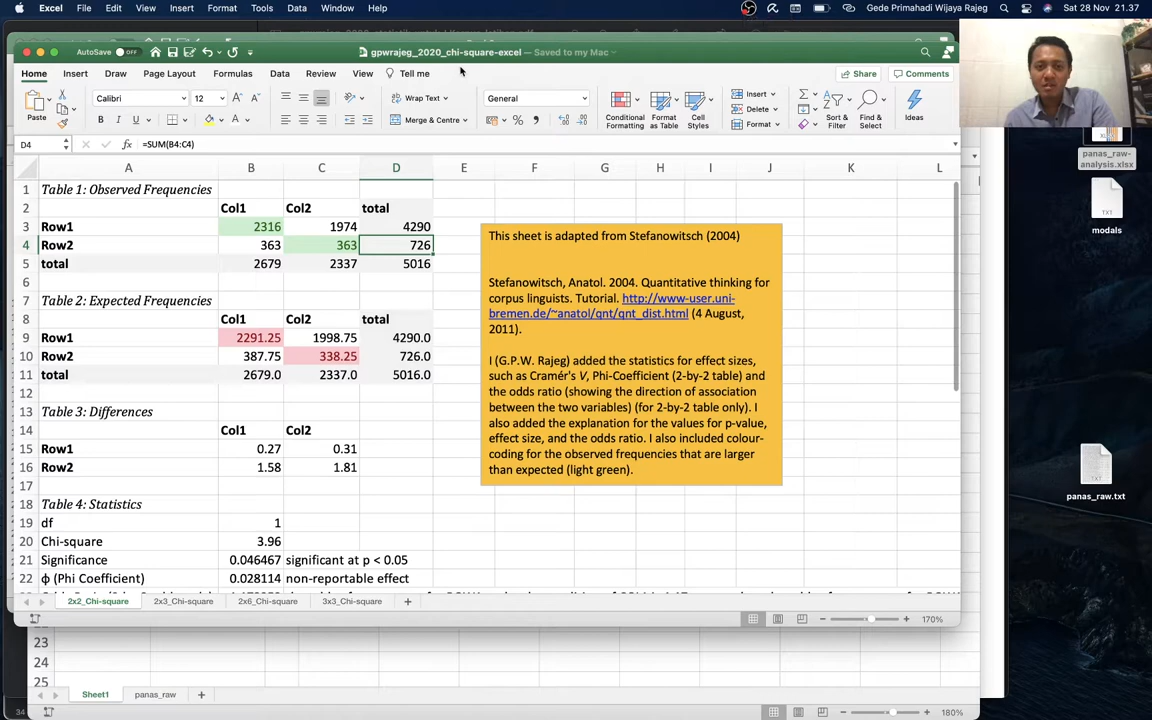 Excel File Edit View Insert Format Tools Data Window Help Gede Primahadi Wijaya Rajeg Sat 28 Nov 21.37
AutoSave OFF gpwrajeg_2020_chi-square-excel — Saved to my Mac
Home Insert Draw Page Layout Formulas Data Review View Tell me Share Comments
Paste Calibri 12 Wrap Text General Insert
B I U Merge & Centre Conditional Formatting Format as Table Cell Styles Delete Format Sort & Filter Find & Select Ideas
D4 fx =SUM(B4:C4)
A B C D E F G H I J K L
1 Table 1: Observed Frequencies
2 Col1 Col2 total
3 Row1 2316 1974 4290
4 Row2 363 363 726
5 total 2679 2337 5016
6
7 Table 2: Expected Frequencies
8 Col1 Col2 total
9 Row1 2291.25 1998.75 4290.0
10 Row2 387.75 338.25 726.0
11 total 2679.0 2337.0 5016.0
12
13 Table 3: Differences
14 Col1 Col2
15 Row1 0.27 0.31
16 Row2 1.58 1.81
17
18 Table 4: Statistics
19 df 1
20 Chi-square 3.96
21 Significance 0.046467 significant at p < 0.05
22 ϕ (Phi Coefficient) 0.028114 non-reportable effect
This sheet is adapted from Stefanowitsch (2004)
Stefanowitsch, Anatol. 2004. Quantitative thinking for
corpus linguists. Tutorial. http://www-user.uni-
bremen.de/~anatol/qnt/qnt_dist.html (4 August,
2011).
I (G.P.W. Rajeg) added the statistics for effect sizes,
such as Cramér's V, Phi-Coefficient (2-by-2 table) and
the odds ratio (showing the direction of association
between the two variables) (for 2-by-2 table only). I
also added the explanation for the values for p-value,
effect size, and the odds ratio. I also included colour-
coding for the observed frequencies that are larger
than expected (light green).
2x2_Chi-square 2x3_Chi-square 2x6_Chi-square 3x3_Chi-square
170%
23
24
25
Sheet1 panas_raw
180%
panas_raw-
analysis.xlsx
TXT
modals
TXT
panas_raw.txt
34